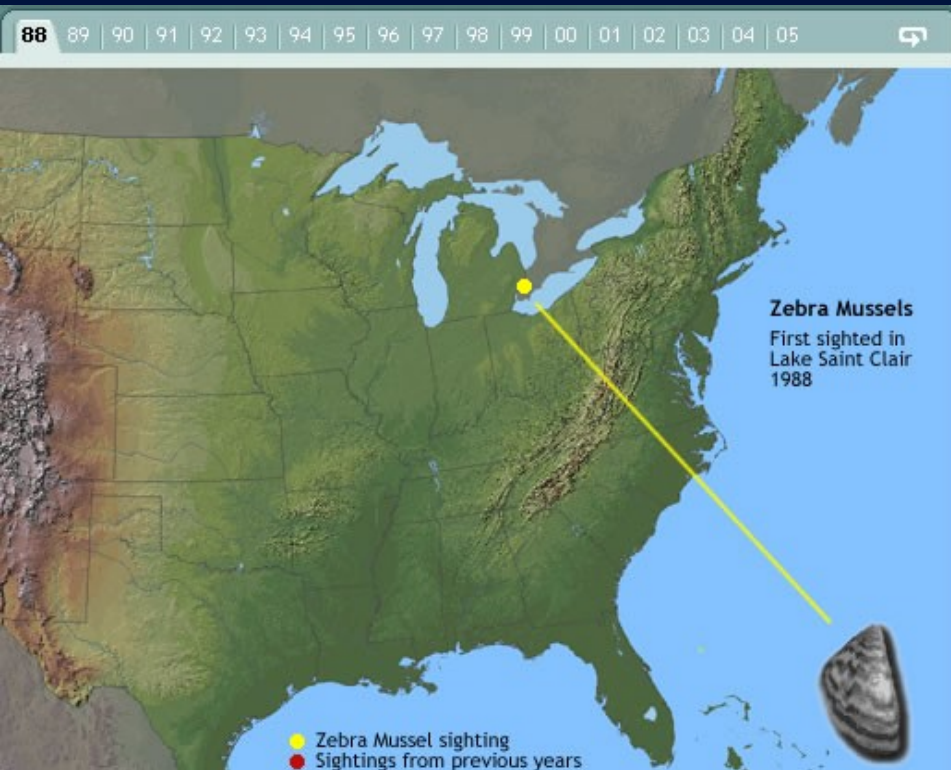 88 89 90 91 92 93 94 95 96 97 98 99 00 01 02 03 04 05
Zebra Mussels
First sighted in
Lake Saint Clair
1988
Zebra Mussel sighting
Sightings from previous years